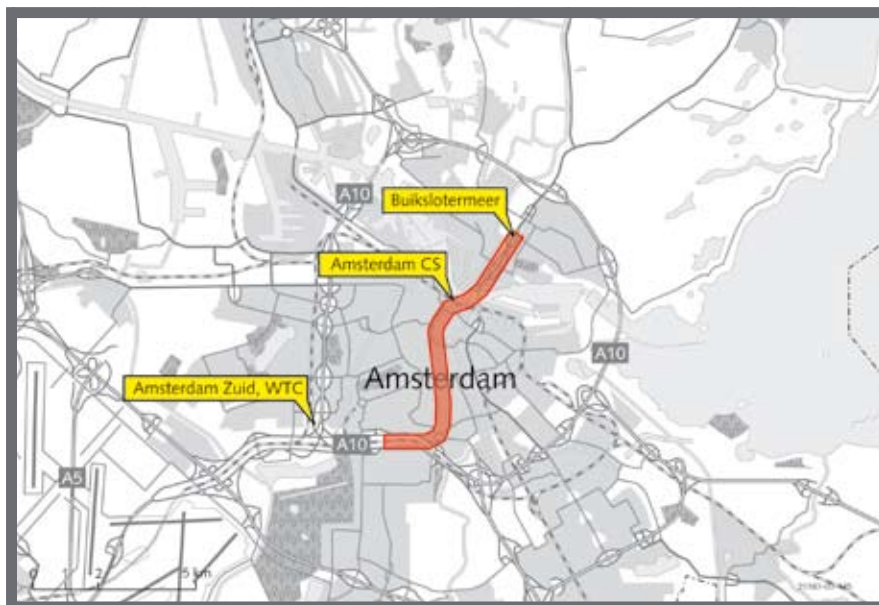 A10
Buikslotermeer
Amsterdam CS
A10
Amsterdam
Amsterdam Zuid, WTC
A10
A5
0 1 2 5 km